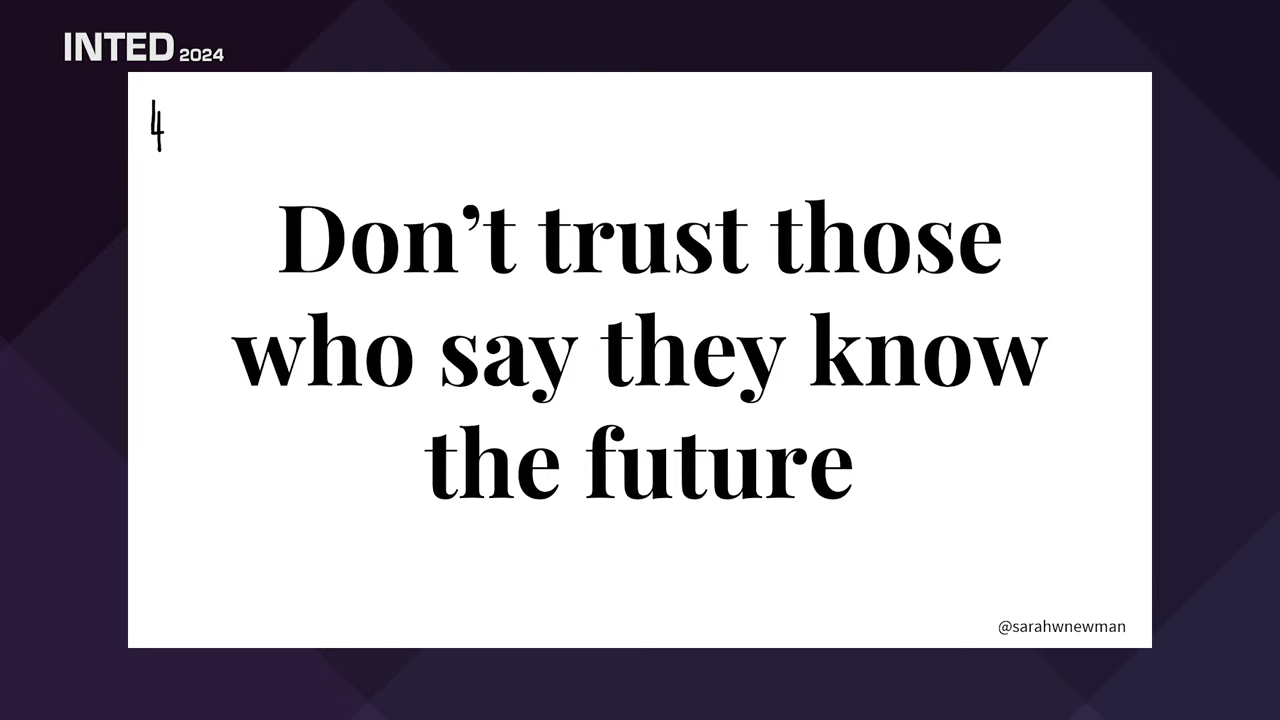 INTED 2024
4
Don’t trust those
who say they know
the future
@sarahwnewman